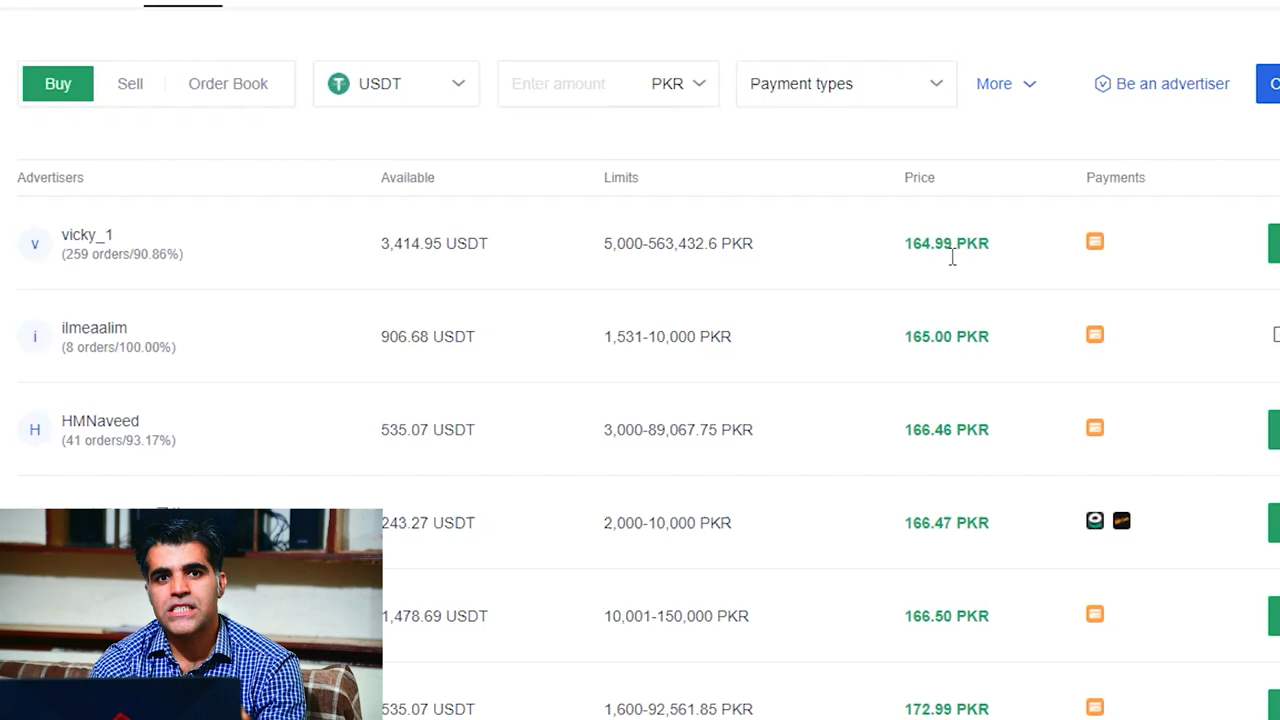 Buy Sell Order Book USDT Enter amount PKR Payment types More Be an advertiser
Advertisers Available Limits Price Payments
v vicky_1 3,414.95 USDT 5,000-563,432.6 PKR 164.99 PKR
(259 orders/90.86%)
i ilmeaalim 906.68 USDT 1,531-10,000 PKR 165.00 PKR
(8 orders/100.00%)
H HMNaveed 535.07 USDT 3,000-89,067.75 PKR 166.46 PKR
(41 orders/93.17%)
243.27 USDT 2,000-10,000 PKR 166.47 PKR
1,478.69 USDT 10,001-150,000 PKR 166.50 PKR
535.07 USDT 1,600-92,561.85 PKR 172.99 PKR